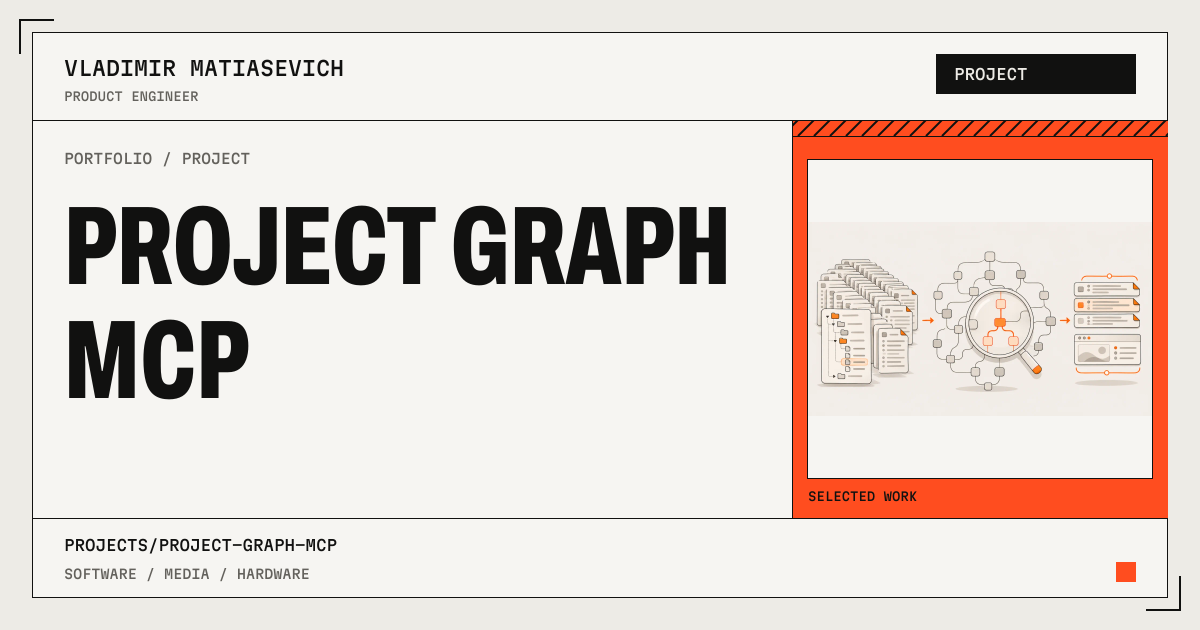 VLADIMIR MATIASEVICH
PRODUCT ENGINEER
PROJECT
PORTFOLIO / PROJECT
PROJECT GRAPH
MCP
SELECTED WORK
PROJECTS/PROJECT-GRAPH-MCP
SOFTWARE / MEDIA / HARDWARE